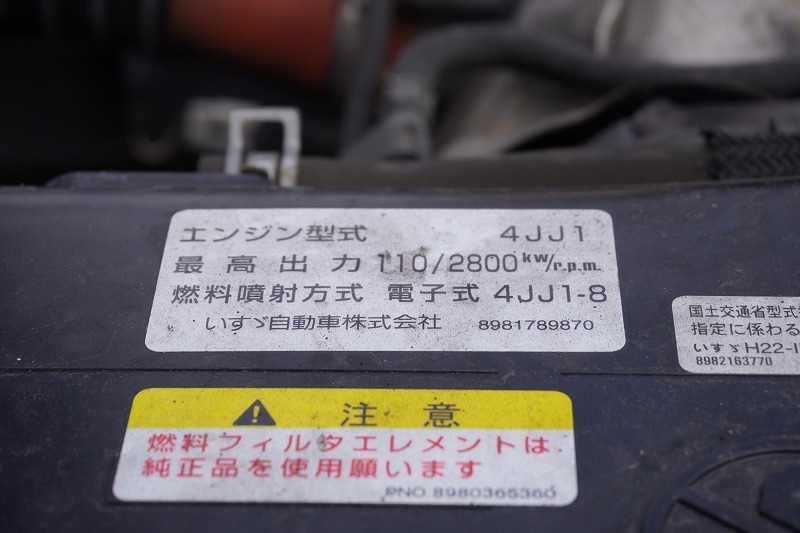 エンジン型式 4JJ1
最高出力 110/2800kW/r.p.m.
燃料噴射方式 電子式 4JJ1-8
いすゞ自動車株式会社 8981789870
国土交通省型式
指定に係わる
いすゞH22-I
8982163770
⚠ 注意
燃料フィルタエレメントは
純正品を使用願います
PNO.8980365360